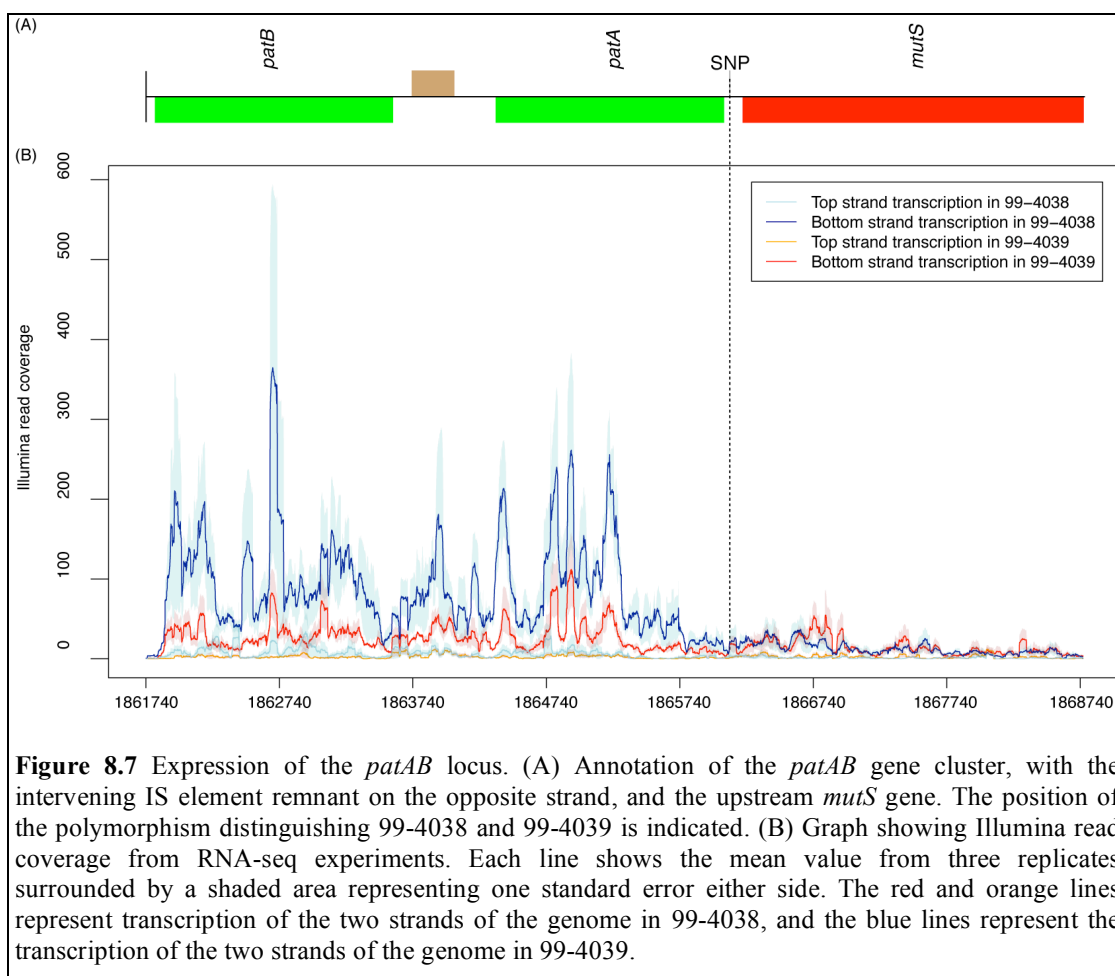 (A)
patB
patA
SNP
mutS
(B)
Illumina read coverage
600
500
400
300
200
100
0
Top strand transcription in 99−4038
Bottom strand transcription in 99−4038
Top strand transcription in 99−4039
Bottom strand transcription in 99−4039
1861740 1862740 1863740 1864740 1865740 1866740 1867740 1868740
Figure 8.7 Expression of the patAB locus. (A) Annotation of the patAB gene cluster, with the
intervening IS element remnant on the opposite strand, and the upstream mutS gene. The position of
the polymorphism distinguishing 99-4038 and 99-4039 is indicated. (B) Graph showing Illumina read
coverage from RNA-seq experiments. Each line shows the mean value from three replicates
surrounded by a shaded area representing one standard error either side. The red and orange lines
represent transcription of the two strands of the genome in 99-4038, and the blue lines represent the
transcription of the two strands of the genome in 99-4039.